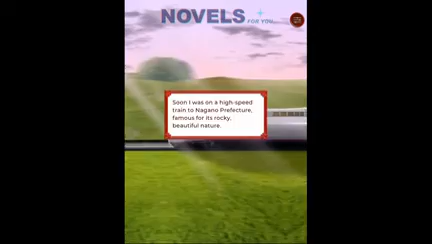 NOVELS
FOR YOU
Soon I was on a high-speed
train to Nagano Prefecture,
famous for its rocky,
beautiful nature.